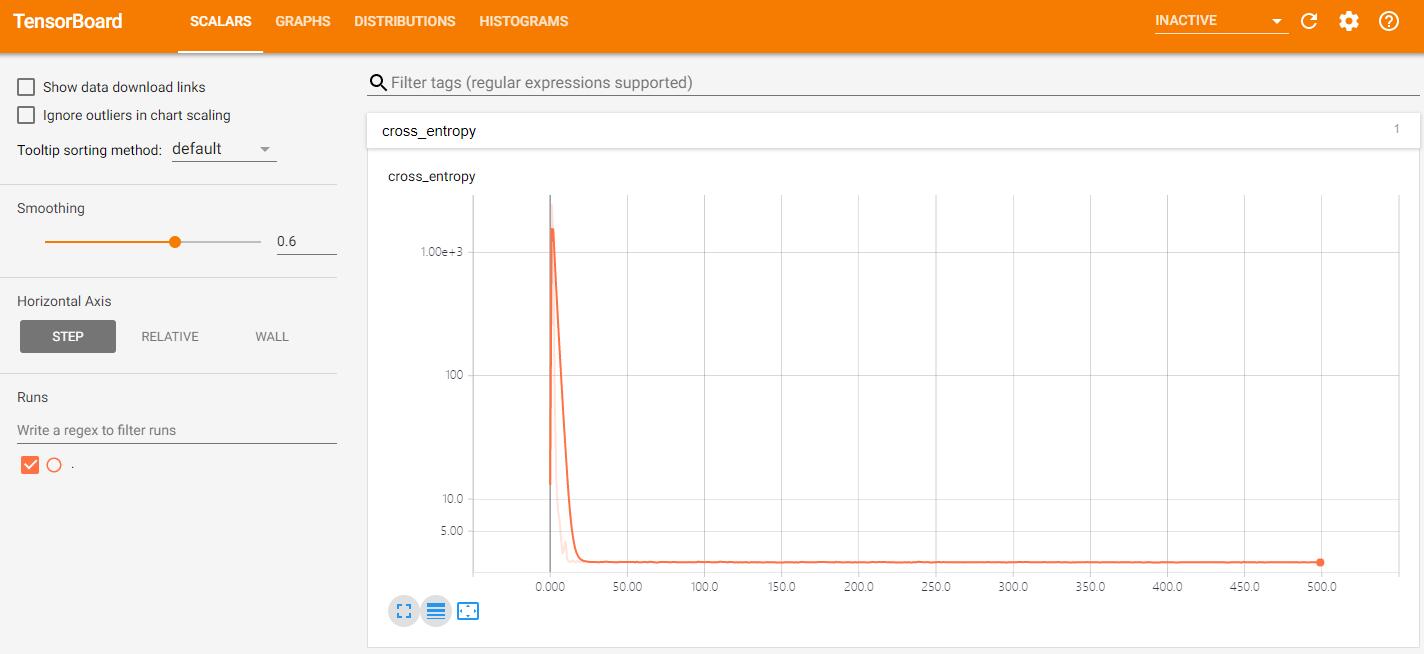 TensorBoard SCALARS GRAPHS DISTRIBUTIONS HISTOGRAMS INACTIVE
Show data download links
Ignore outliers in chart scaling
Tooltip sorting method: default
Smoothing
0.6
Horizontal Axis
STEP RELATIVE WALL
Runs
Write a regex to filter runs
.
Filter tags (regular expressions supported)
cross_entropy 1
cross_entropy
1.00e+3
100
10.0
5.00
0.000 50.00 100.0 150.0 200.0 250.0 300.0 350.0 400.0 450.0 500.0